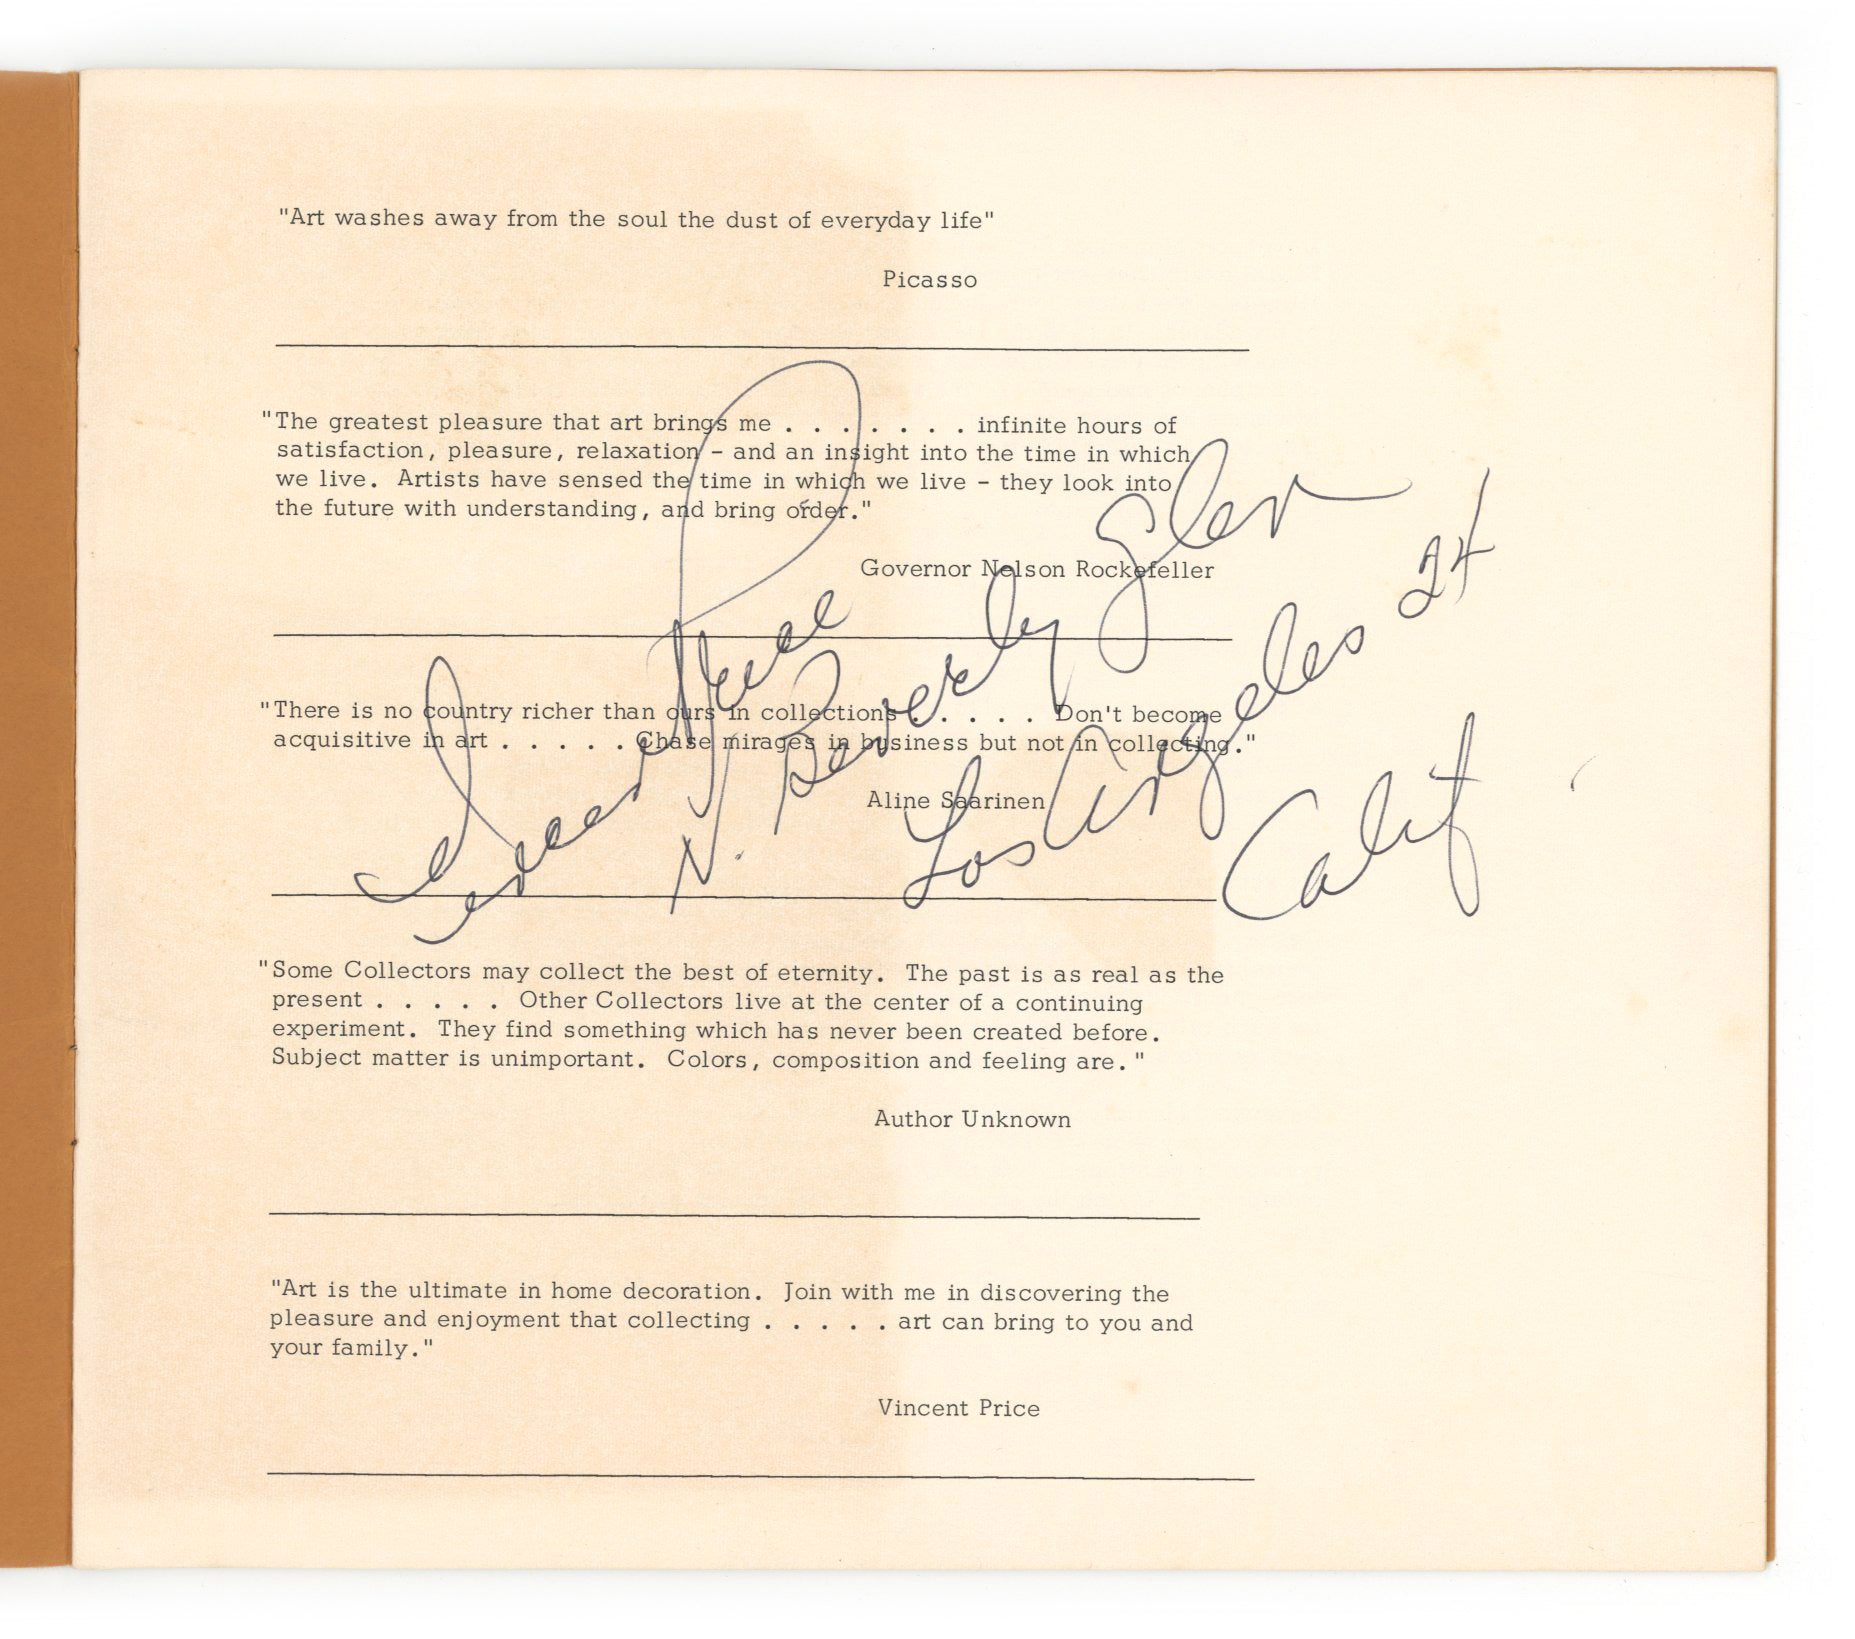 "Art washes away from the soul the dust of everyday life"
Picasso
"The greatest pleasure that art brings me . . . . . . . infinite hours of
satisfaction, pleasure, relaxation - and an insight into the time in which
we live. Artists have sensed the time in which we live - they look into
the future with understanding, and bring order."
Governor Nelson Rockefeller
"There is no country richer than ours in collections . . . . . Don't become
acquisitive in art . . . . . Chase mirages in business but not in collecting."
Aline Saarinen
Vincent Price
N. Beverly Glen
Los Angeles 24
Calif
"Some Collectors may collect the best of eternity. The past is as real as the
present . . . . . Other Collectors live at the center of a continuing
experiment. They find something which has never been created before.
Subject matter is unimportant. Colors, composition and feeling are."
Author Unknown
"Art is the ultimate in home decoration. Join with me in discovering the
pleasure and enjoyment that collecting . . . . . art can bring to you and
your family."
Vincent Price